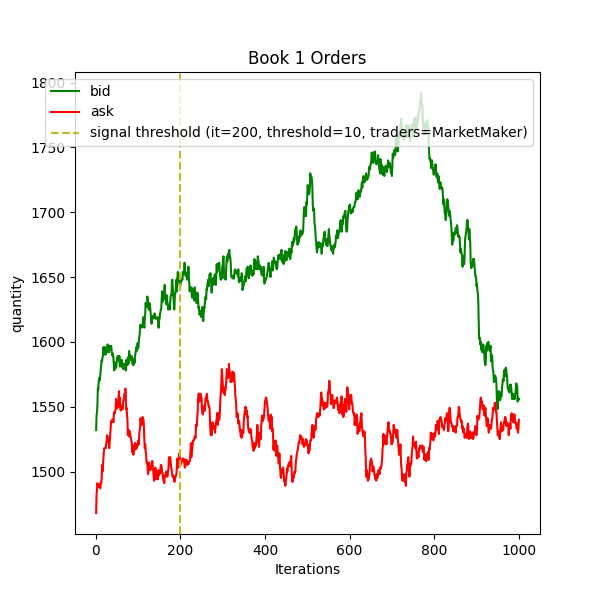 Book 1 Orders
1800
bid
ask
signal threshold (it=200, threshold=10, traders=MarketMaker)
1750
1700
1650
1600
1550
1500
quantity
0 200 400 600 800 1000
Iterations